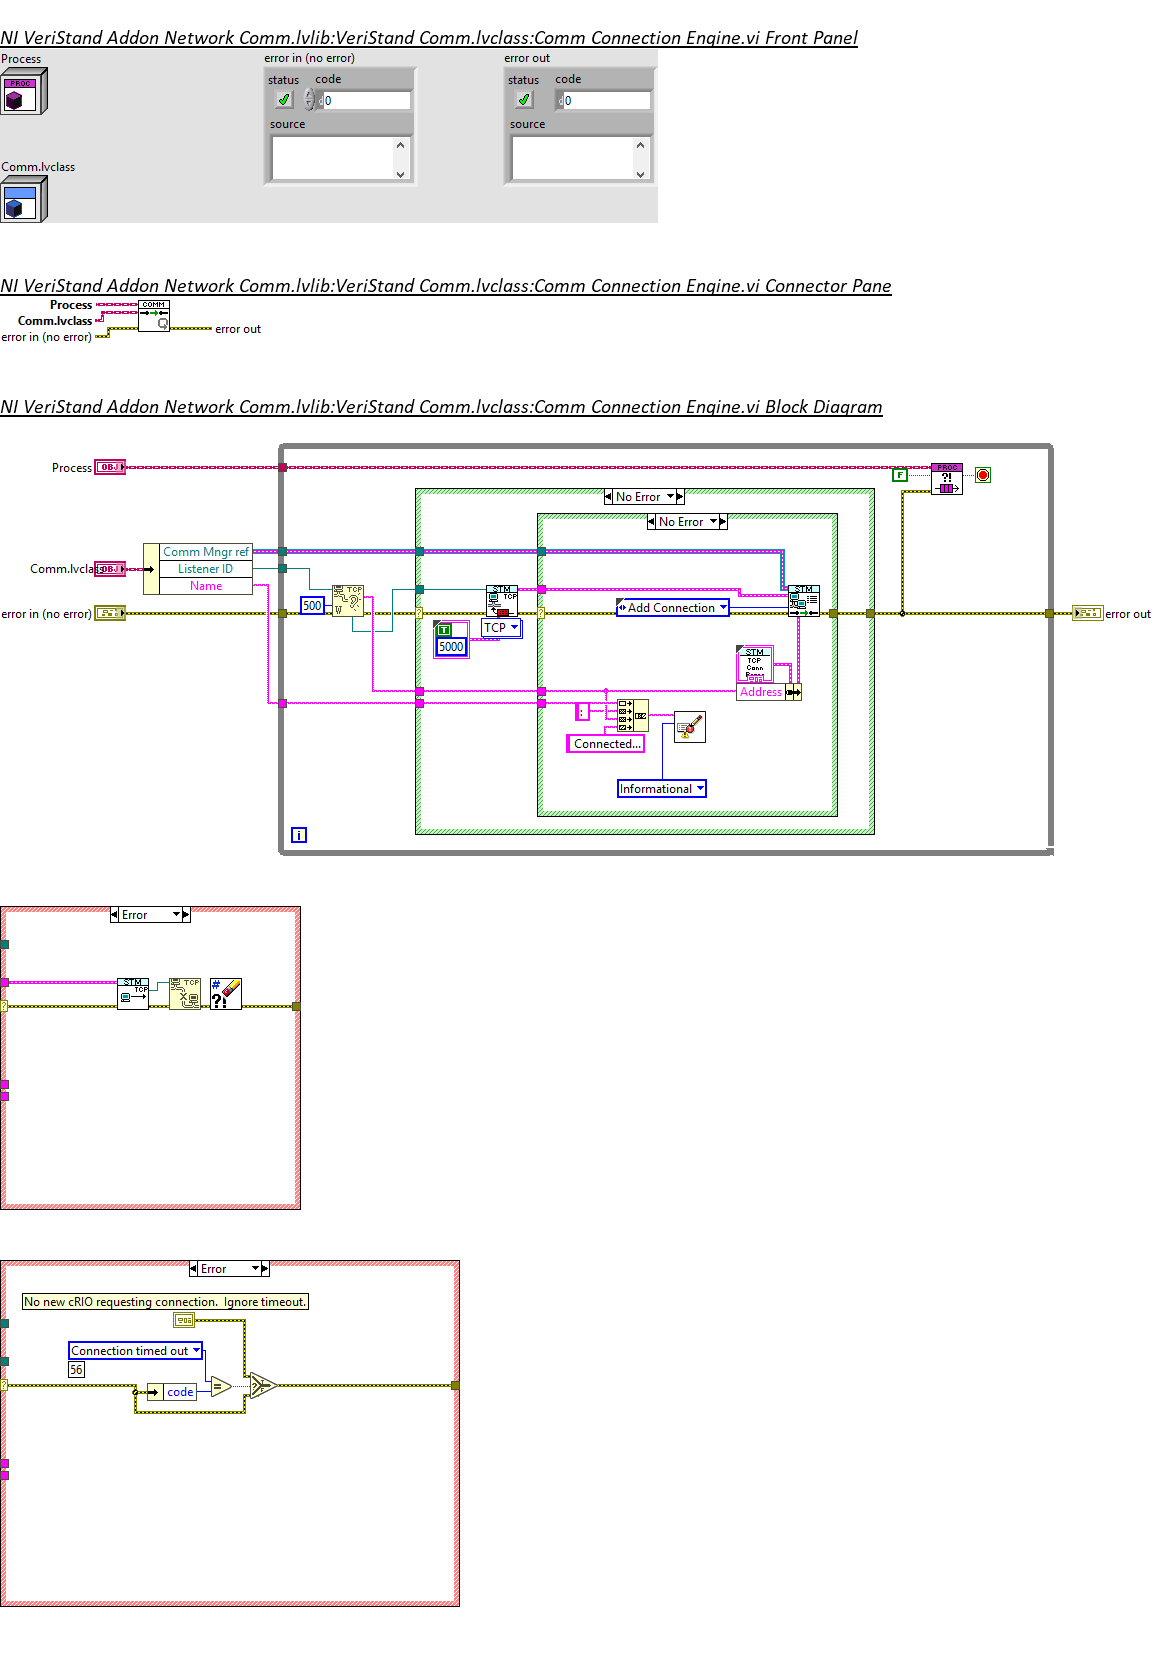 NI VeriStand Addon Network Comm.lvlib:VeriStand Comm.lvclass:Comm Connection Engine.vi Front Panel
Process
PROC
error in (no error)
status code
0
source
error out
status code
0
source
Comm.lvclass
NI VeriStand Addon Network Comm.lvlib:VeriStand Comm.lvclass:Comm Connection Engine.vi Connector Pane
Process
Comm.lvclass
error in (no error)
COMM
error out
NI VeriStand Addon Network Comm.lvlib:VeriStand Comm.lvclass:Comm Connection Engine.vi Block Diagram
Process
OBJ
F
PROC
?!
No Error
No Error
Comm.lvclass
OBJ
Comm Mngr ref
Listener ID
Name
error in (no error)
500
TCP
W
STM
TCP
TCP
T
5000
Add Connection
STM
error out
STM
TCP
Conn
Address
:
Connected...
Informational
i
Error
STM
TCP
TCP
X
#
?!
Error
No new cRIO requesting connection.  Ignore timeout.
Connection timed out
56
code
=
?
T
F